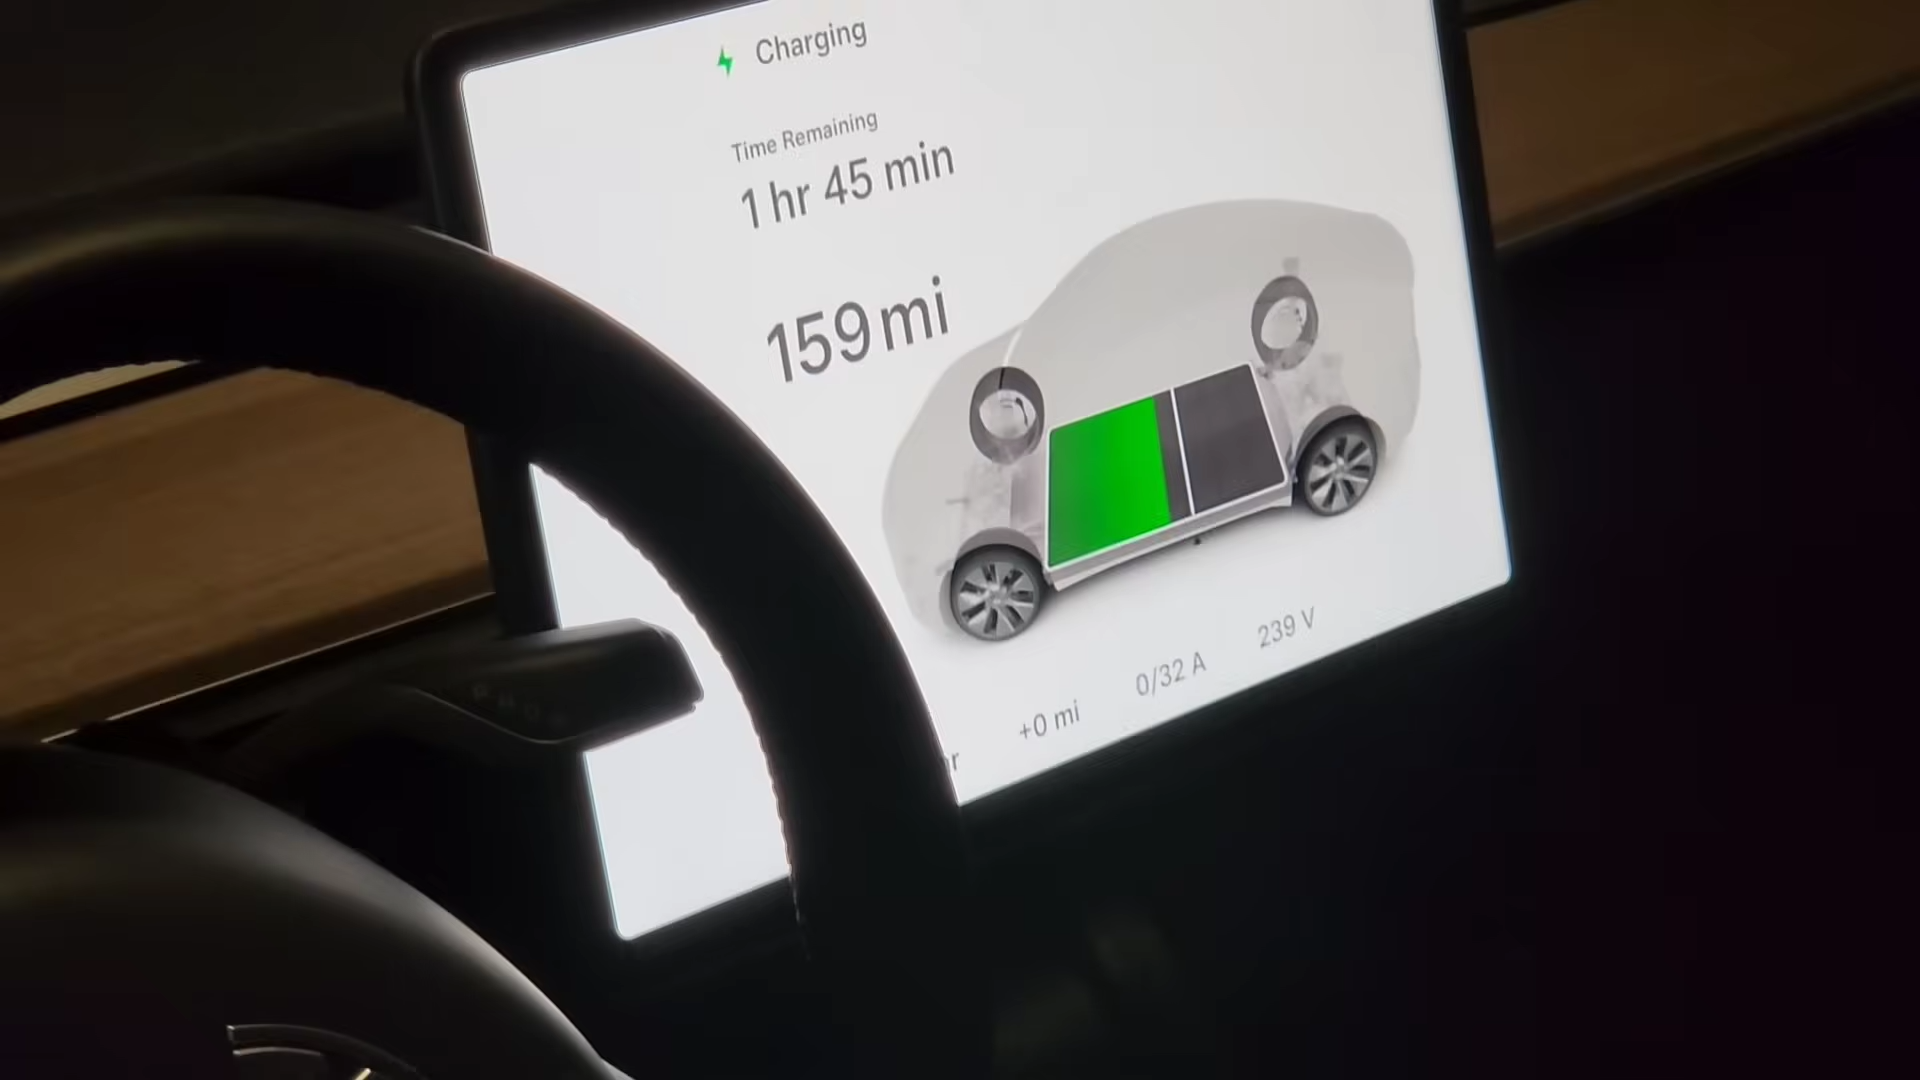 Charging
Time Remaining
1 hr 45 min
159 mi
+0 mi 0/32 A 239 V